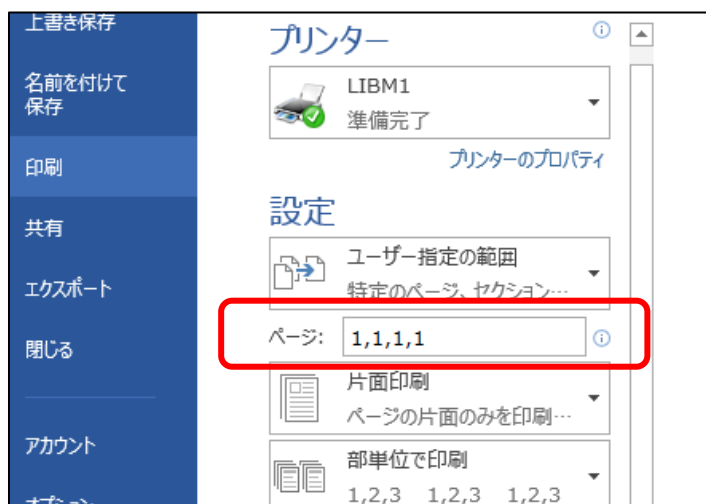 上書き保存
名前を付けて
保存
印刷
共有
エクスポート
閉じる
アカウント
オプション
プリンター
LIBM1
準備完了
プリンターのプロパティ
設定
ユーザー指定の範囲
特定のページ、セクション…
ページ: 1,1,1,1
片面印刷
ページの片面のみを印刷…
部単位で印刷
1,2,3 1,2,3 1,2,3